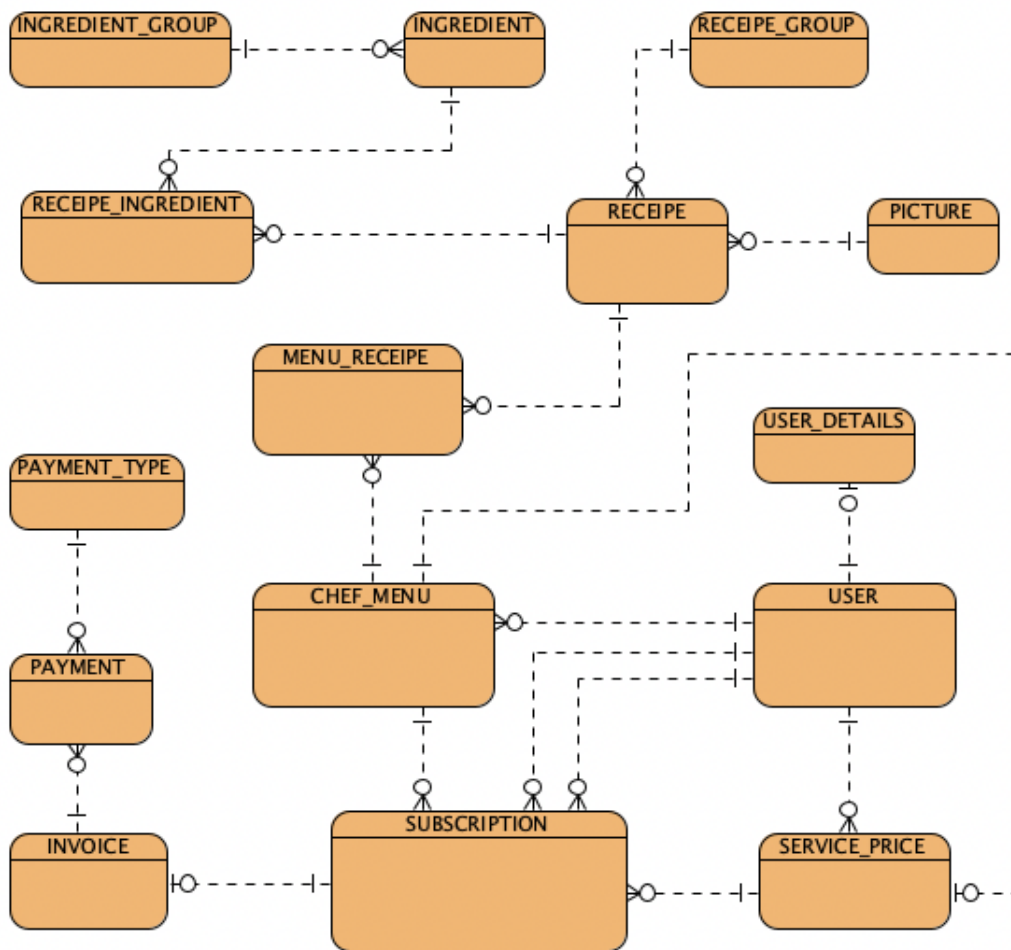 INGREDIENT_GROUP
INGREDIENT
RECEIPE_GROUP
RECEIPE_INGREDIENT
RECEIPE
PICTURE
MENU_RECEIPE
USER_DETAILS
PAYMENT_TYPE
CHEF_MENU
USER
PAYMENT
SUBSCRIPTION
INVOICE
SERVICE_PRICE